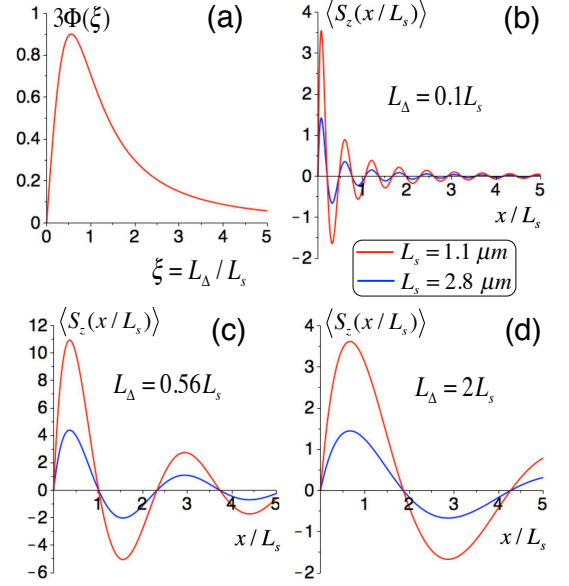 3Φ(ξ)
(a)
1
0.8
0.6
0.4
0.2
0
0 1 2 3 4 5
ξ = L_Δ / L_s
⟨S_z(x/L_s)⟩
(b)
4
3
2
1
0
−1
−2
1 2 3 4 5
L_Δ = 0.1L_s
x / L_s
L_s = 1.1 μm
L_s = 2.8 μm
⟨S_z(x/L_s)⟩
(c)
12
10
8
6
4
2
0
-2
-4
-6
1 2 3 4 5
L_Δ = 0.56L_s
x / L_s
⟨S_z(x/L_s)⟩
(d)
4
3
2
1
0
-1
-2
1 2 3 4 5
L_Δ = 2L_s
x / L_s